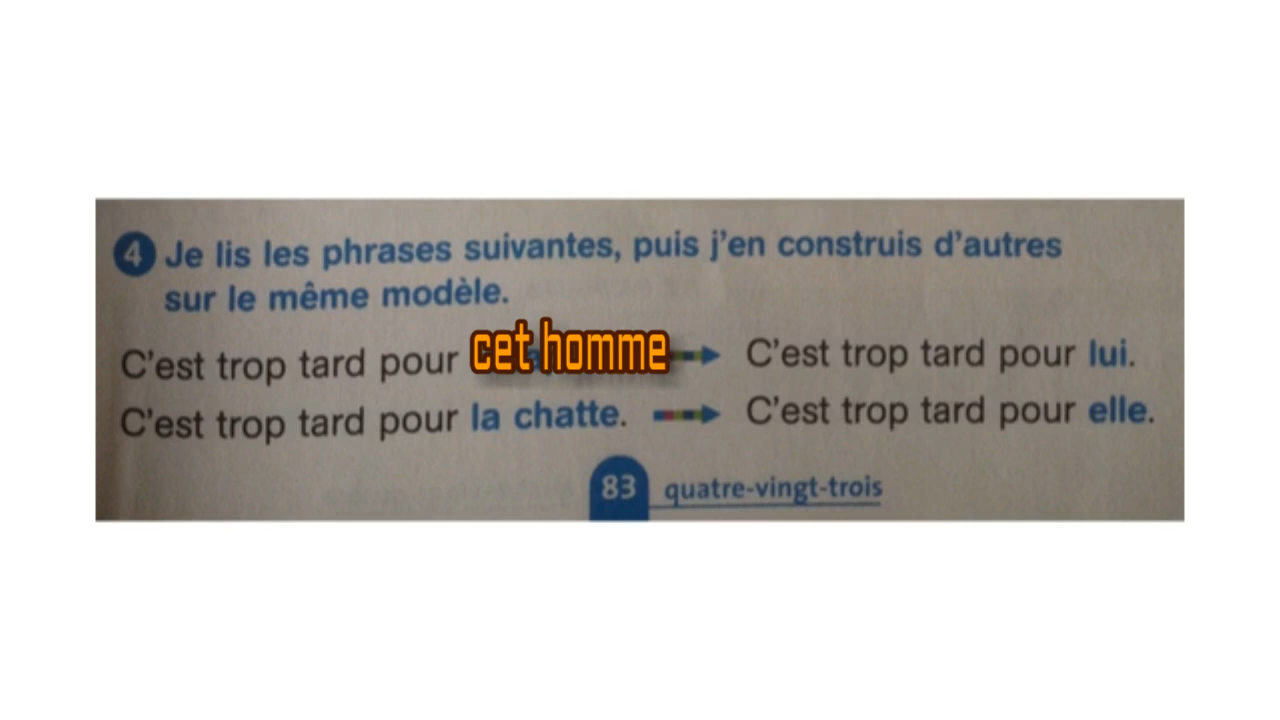 4 Je lis les phrases suivantes, puis j'en construis d'autres
sur le même modèle.
C'est trop tard pour cet homme C'est trop tard pour lui.
C'est trop tard pour la chatte. C'est trop tard pour elle.
83 quatre-vingt-trois